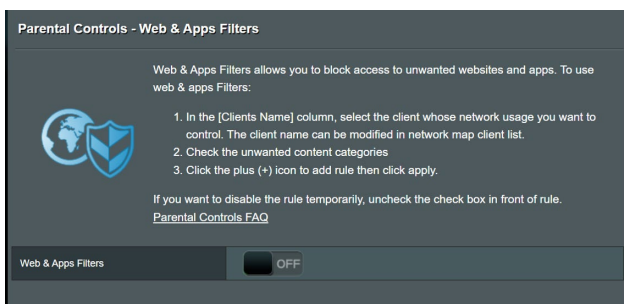 Parental Controls - Web & Apps Filters
Web & Apps Filters allows you to block access to unwanted websites and apps. To use
web & apps Filters:
1. In the [Clients Name] column, select the client whose network usage you want to
control. The client name can be modified in network map client list.
2. Check the unwanted content categories
3. Click the plus (+) icon to add rule then click apply.
If you want to disable the rule temporarily, uncheck the check box in front of rule.
Parental Controls FAQ
Web & Apps Filters OFF